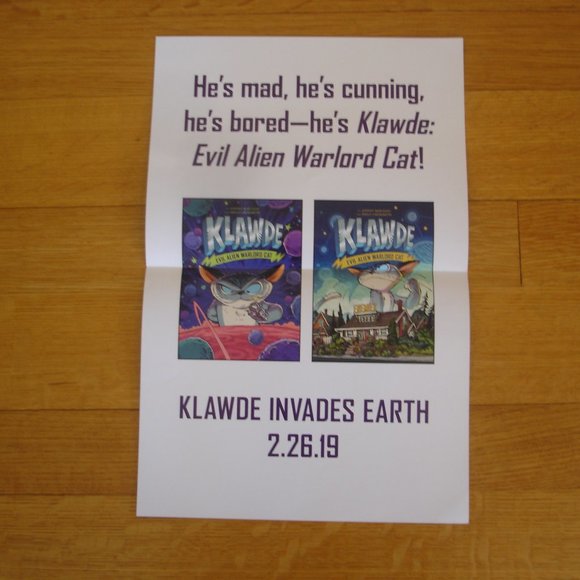 He's mad, he's cunning,
he's bored—he's Klawde:
Evil Alien Warlord Cat!
KLAWDE
EVIL ALIEN WARLORD CAT
KLAWDE
EVIL ALIEN WARLORD CAT
KLAWDE INVADES EARTH
2.26.19